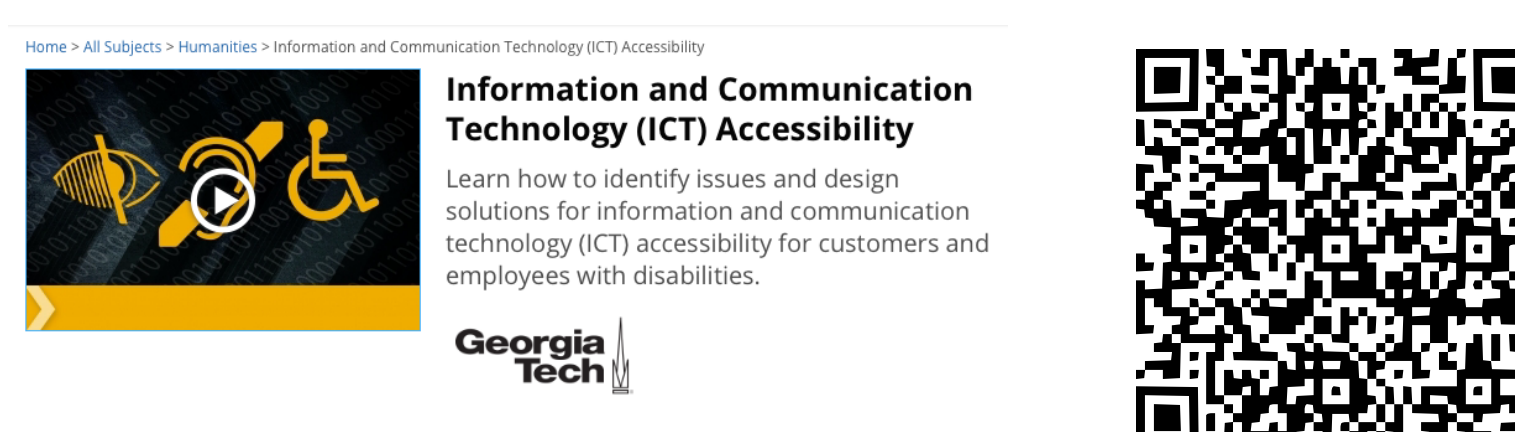 Home > All Subjects > Humanities > Information and Communication Technology (ICT) Accessibility
Information and Communication
Technology (ICT) Accessibility
Learn how to identify issues and design
solutions for information and communication
technology (ICT) accessibility for customers and
employees with disabilities.
Georgia
Tech